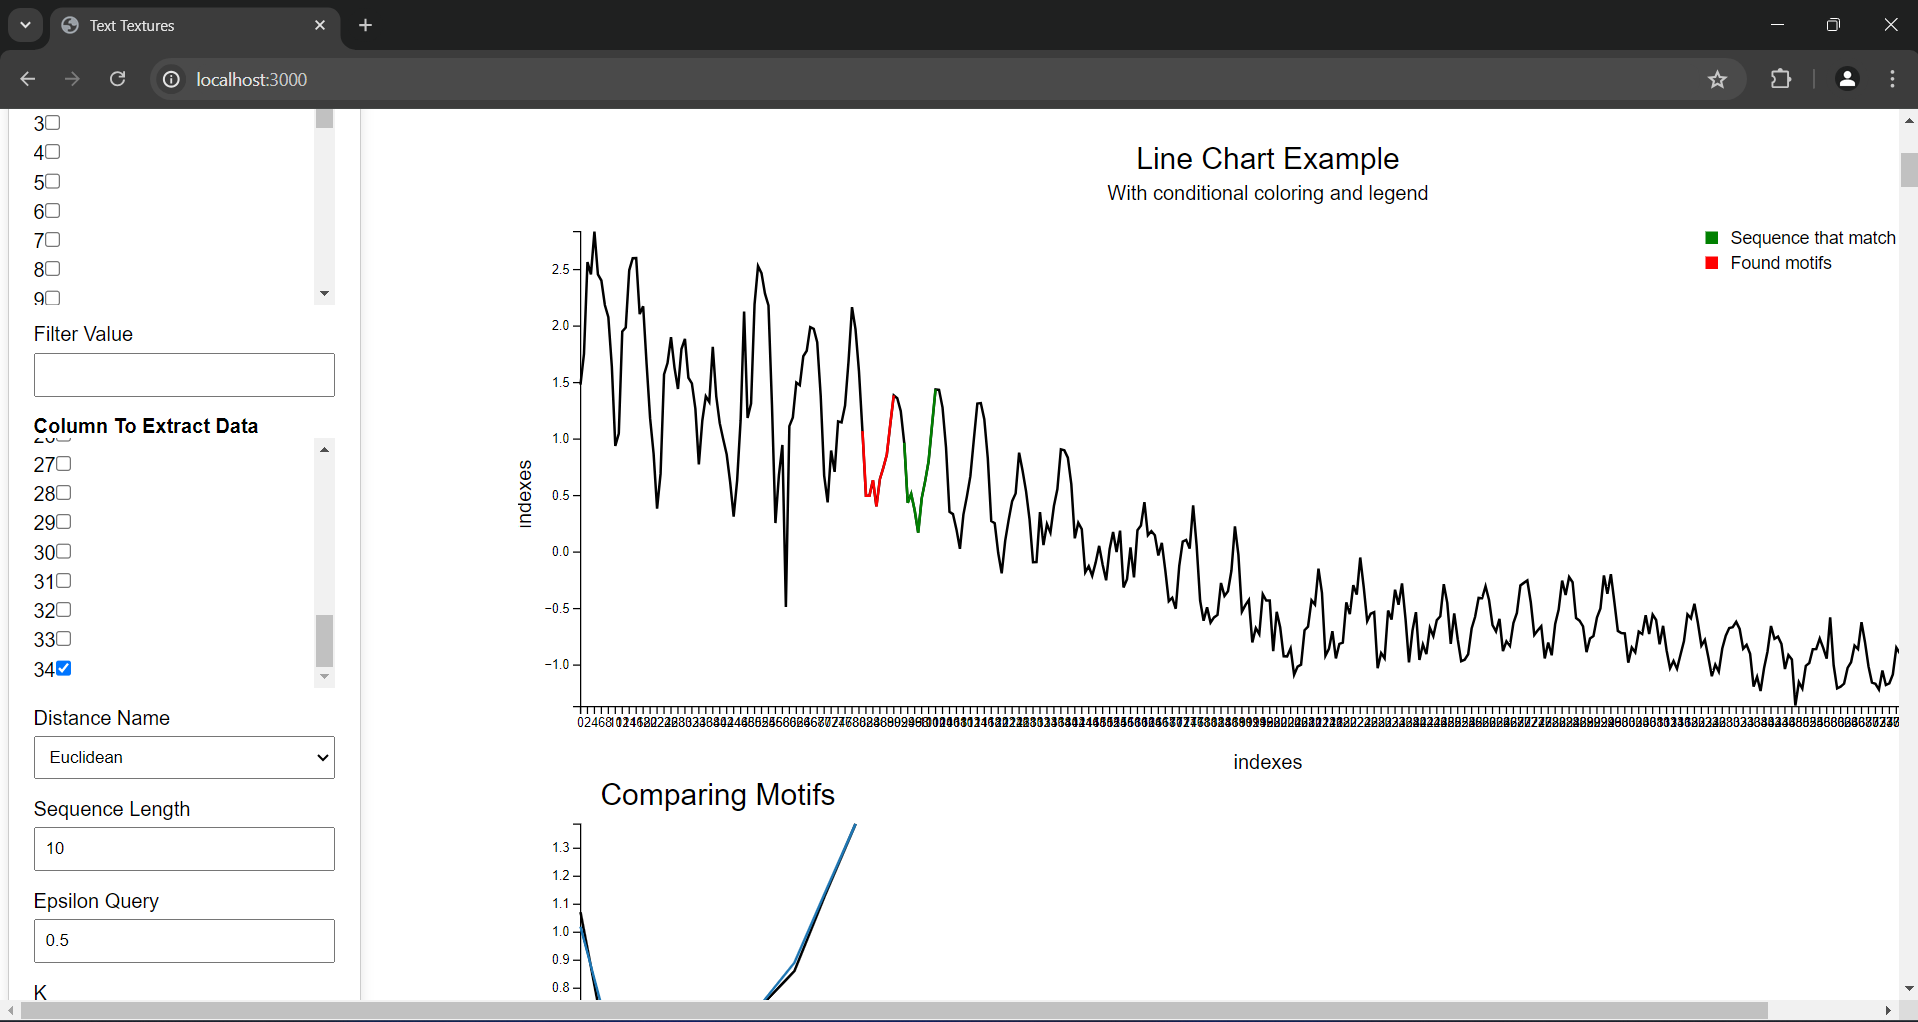 Text Textures
localhost:3000
3
4
5
6
7
8
9
Filter Value
Column To Extract Data
27
28
29
30
31
32
33
34
Distance Name
Euclidean
Sequence Length
10
Epsilon Query
0.5
K
Line Chart Example
With conditional coloring and legend
Sequence that match
Found motifs
2.5
2.0
1.5
1.0
0.5
0.0
−0.5
−1.0
indexes
indexes
Comparing Motifs
1.3
1.2
1.1
1.0
0.9
0.8